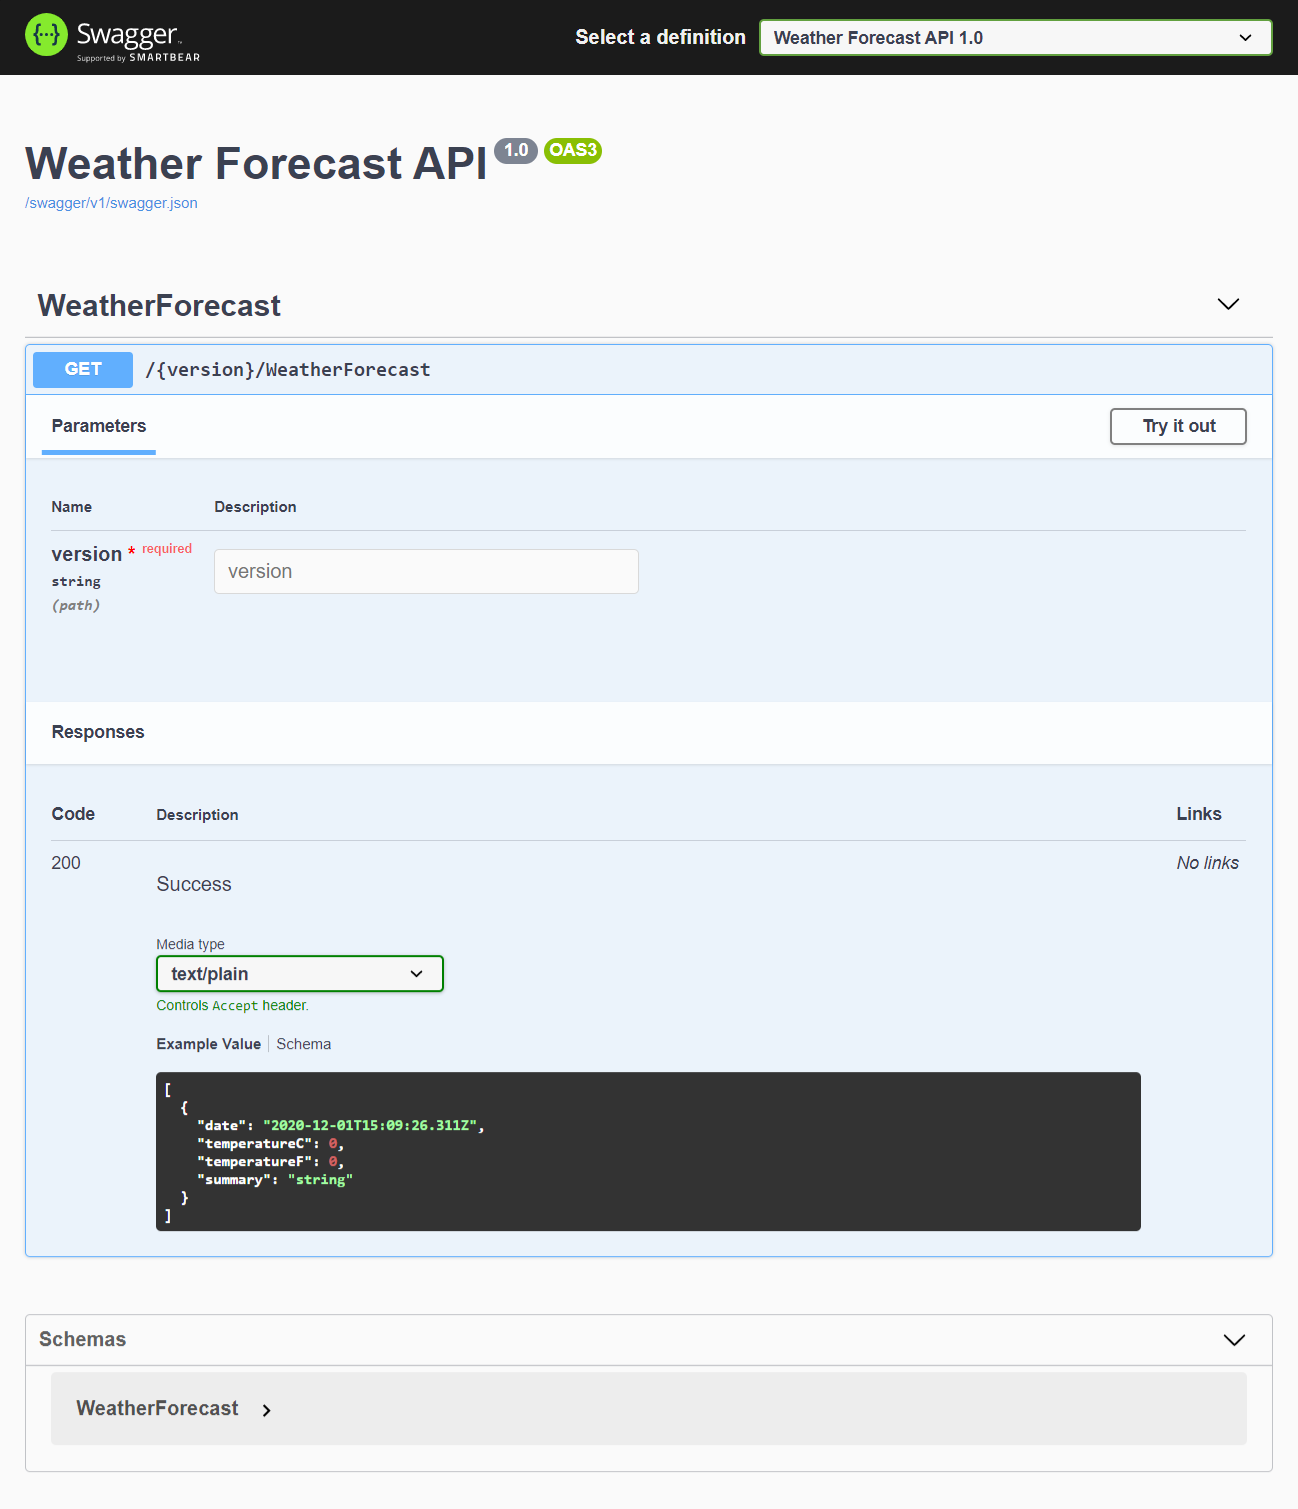 Swagger™
Supported by SMARTBEAR
Select a definition
Weather Forecast API 1.0
Weather Forecast API 1.0 OAS3
/swagger/v1/swagger.json
WeatherForecast
GET /{version}/WeatherForecast
Parameters
Try it out
Name Description
version * required
string
(path)
version
Responses
Code Description Links
200
Success
No links
Media type
text/plain
Controls Accept header.
Example Value Schema
[
{
"date": "2020-12-01T15:09:26.311Z",
"temperatureC": 0,
"temperatureF": 0,
"summary": "string"
}
]
Schemas
WeatherForecast